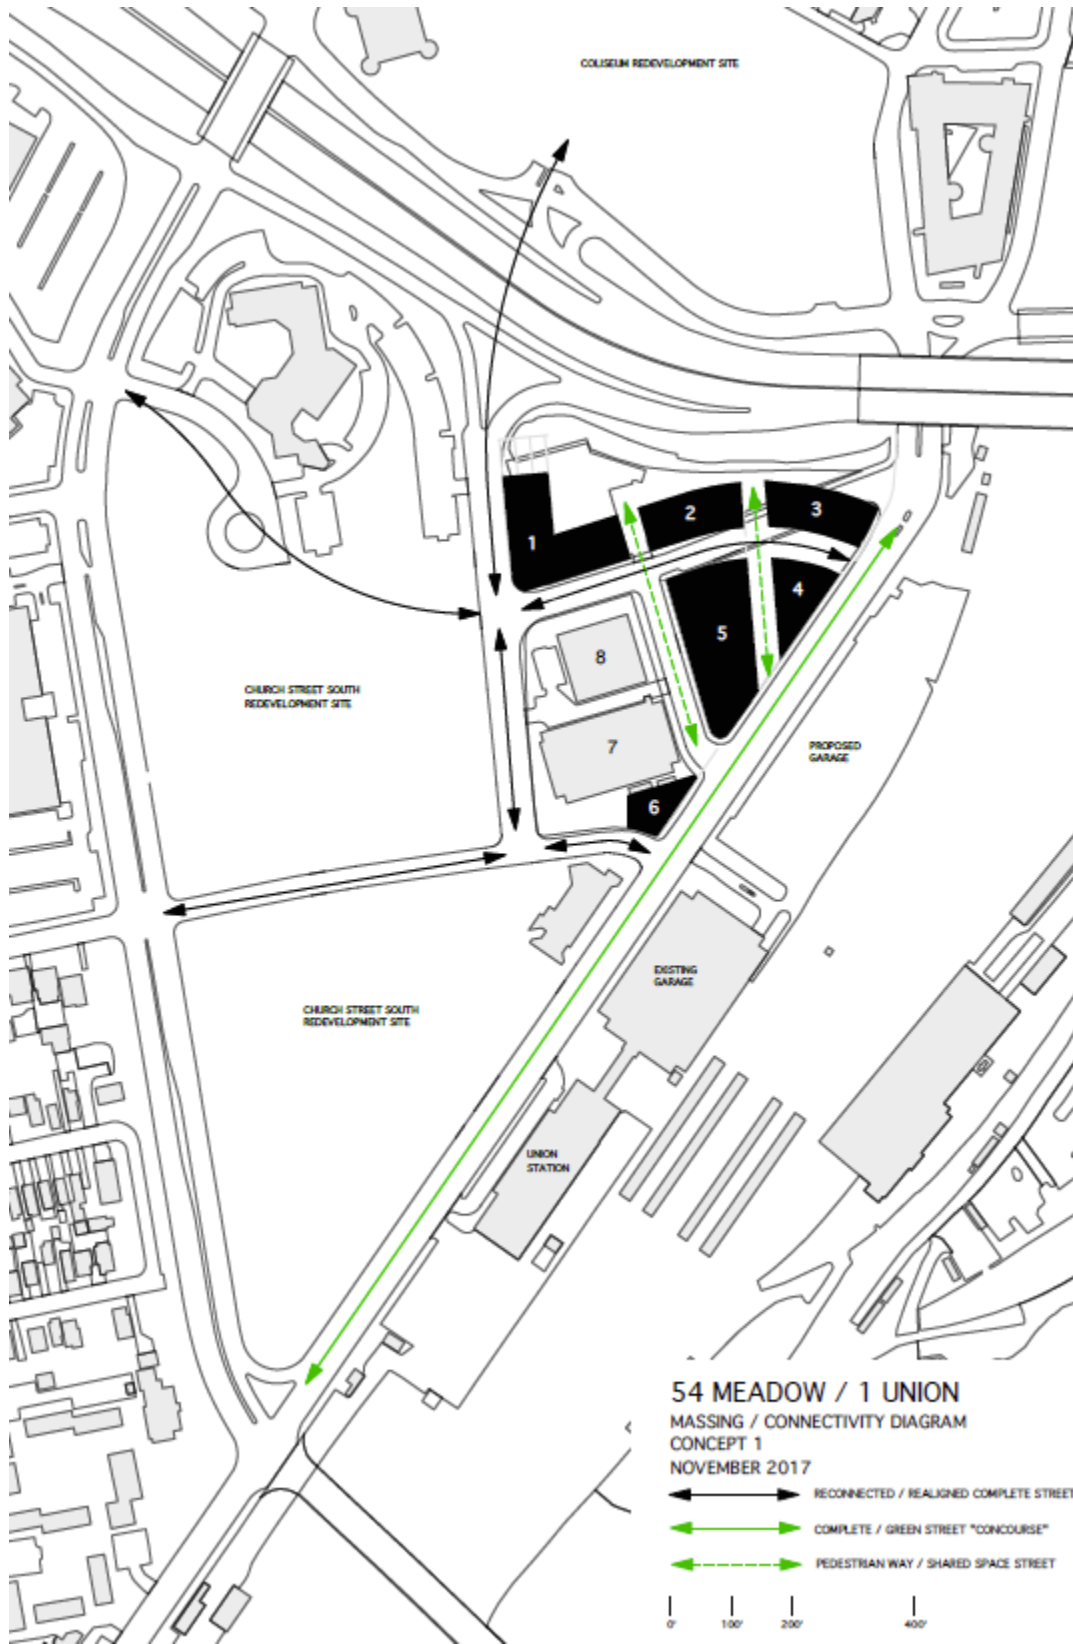 COLISEUM REDEVELOPMENT SITE
1
2
3
4
5
8
7
6
CHURCH STREET SOUTH
REDEVELOPMENT SITE
PROPOSED
GARAGE
EXISTING
GARAGE
CHURCH STREET SOUTH
REDEVELOPMENT SITE
UNION
STATION
54 MEADOW / 1 UNION
MASSING / CONNECTIVITY DIAGRAM
CONCEPT 1
NOVEMBER 2017
RECONNECTED / REALIGNED COMPLETE STREET
COMPLETE / GREEN STREET "CONCOURSE"
PEDESTRIAN WAY / SHARED SPACE STREET
0' 100' 200' 400'